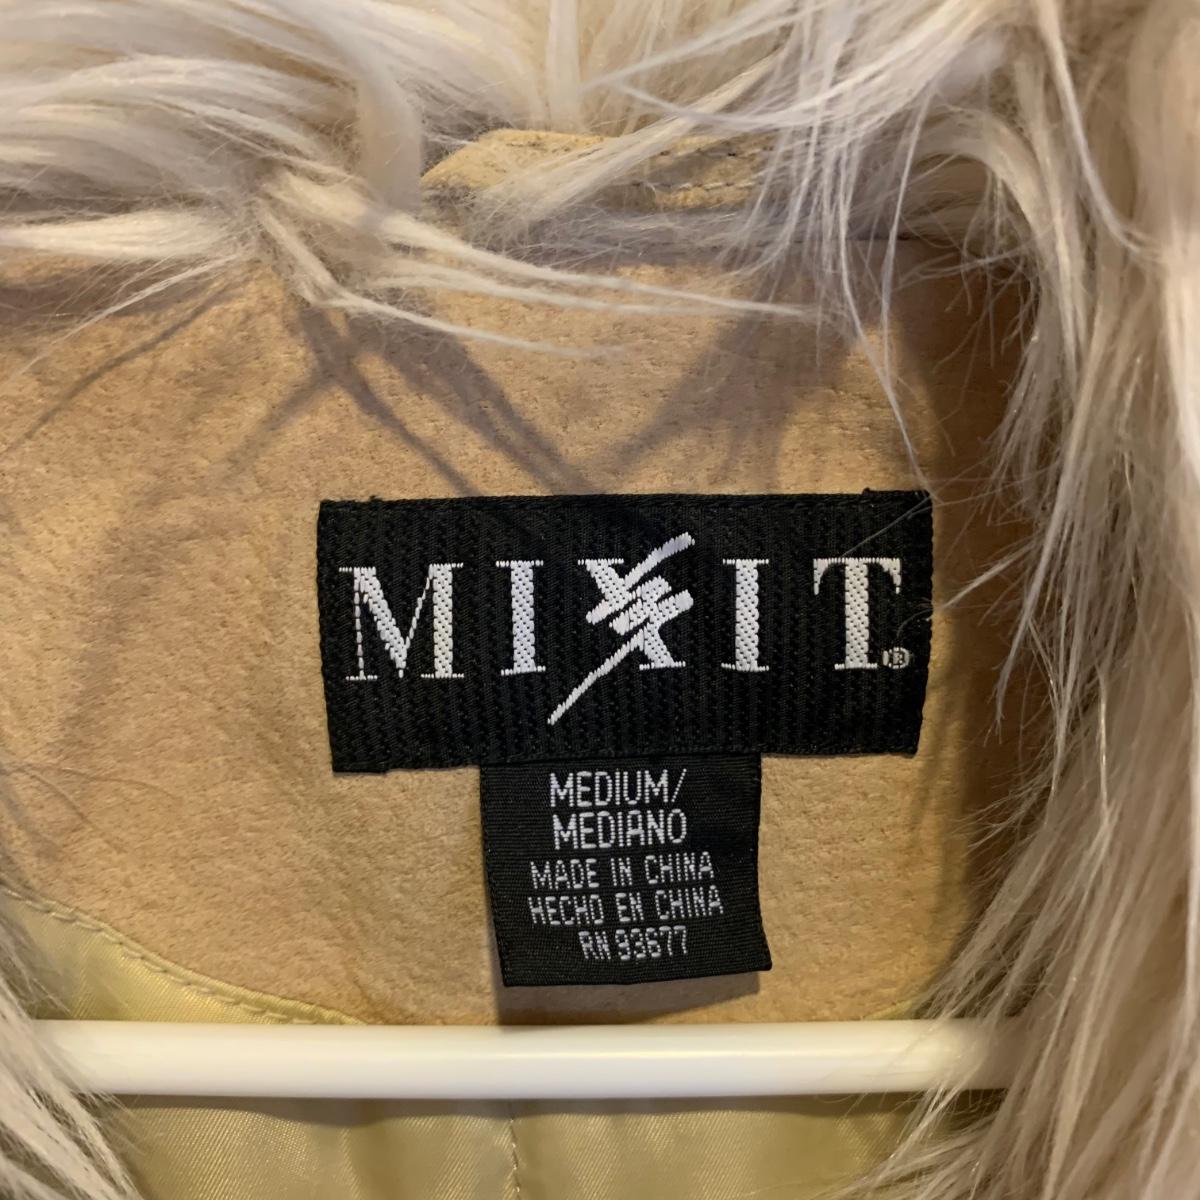 MIXIT®
MEDIUM/
MEDIANO
MADE IN CHINA
HECHO EN CHINA
RN 93677